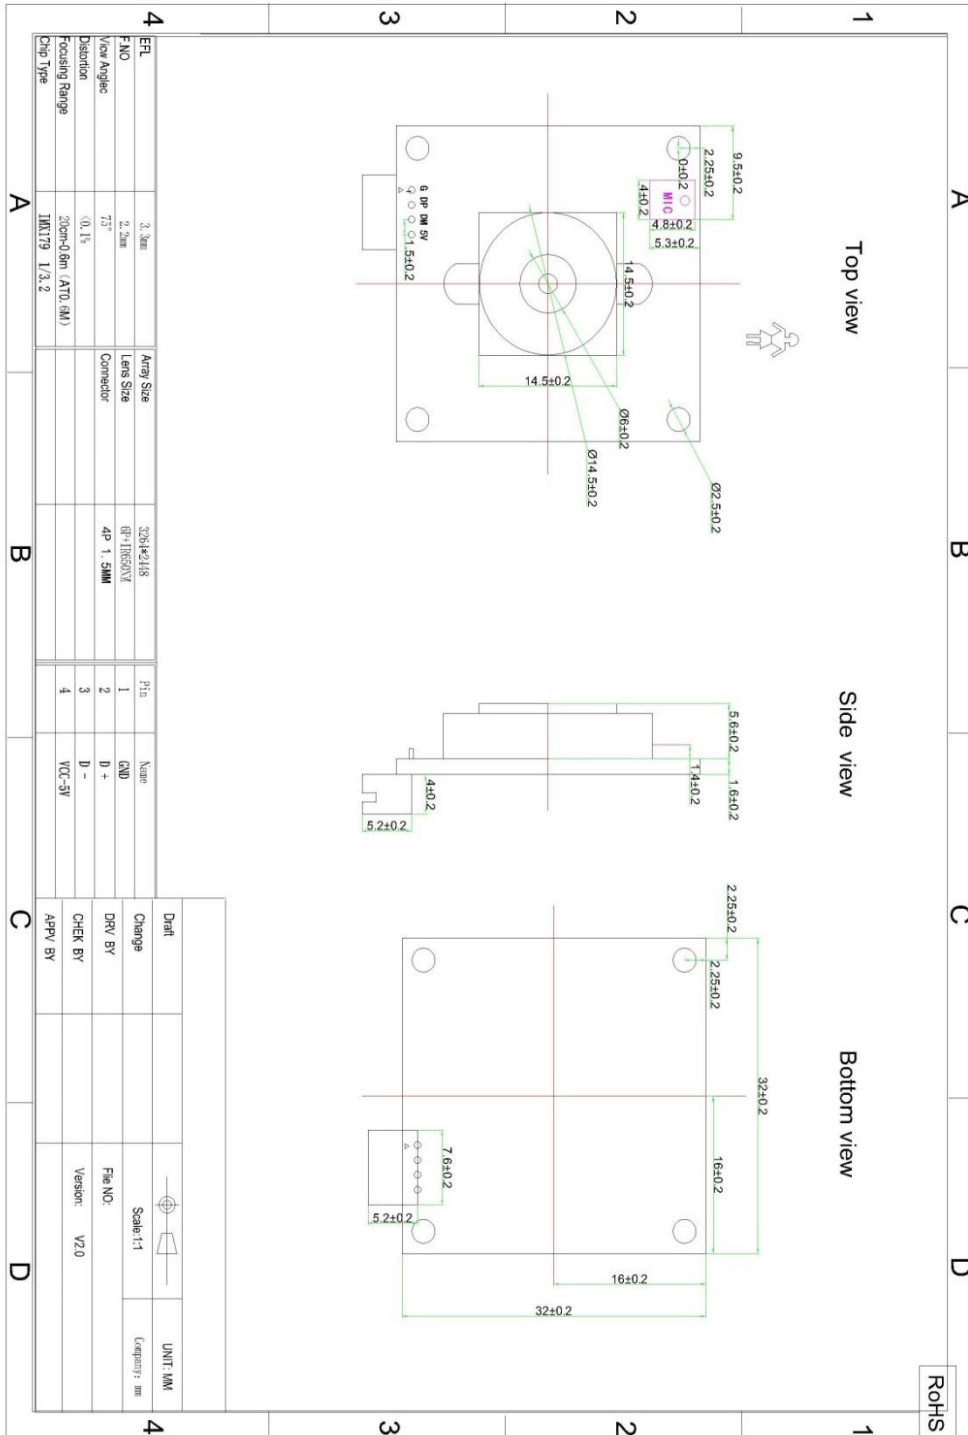 1
2
3
4
A
B
C
D
RoHS
Top view
Side view
Bottom view
9.5±0.2
2.25±0.2
0±0.2
MIC
4±0.2
4.8±0.2
5.3±0.2
G DP DM 5V
1.5±0.2
14.5±0.2
14.5±0.2
Ø6±0.2
Ø14.5±0.2
Ø2.5±0.2
5.6±0.2
1.4±0.2
1.6±0.2
4±0.2
5.2±0.2
2.25±0.2
2.25±0.2
32±0.2
16±0.2
7.6±0.2
5.2±0.2
16±0.2
32±0.2
EFL 3.3mm Array Size 3264*2448 Pin Name
F.NO 2.2mm Lens Size 6P+IR650NM 1 GND
View Anglec 75° Connector 4P 1.5MM 2 D +
Distortion <0.1% 3 D -
Focusing Range 20cm-0.6m (AT0.6M) 4 VCC-5V
Chip Type IMX179 1/3.2
Draft
Change
DRV BY
CHEK BY
APPV BY
UNIT: MM
Scale:1:1
Company: mm
File NO:
Version: V2.0
1
2
3
4
A
B
C
D